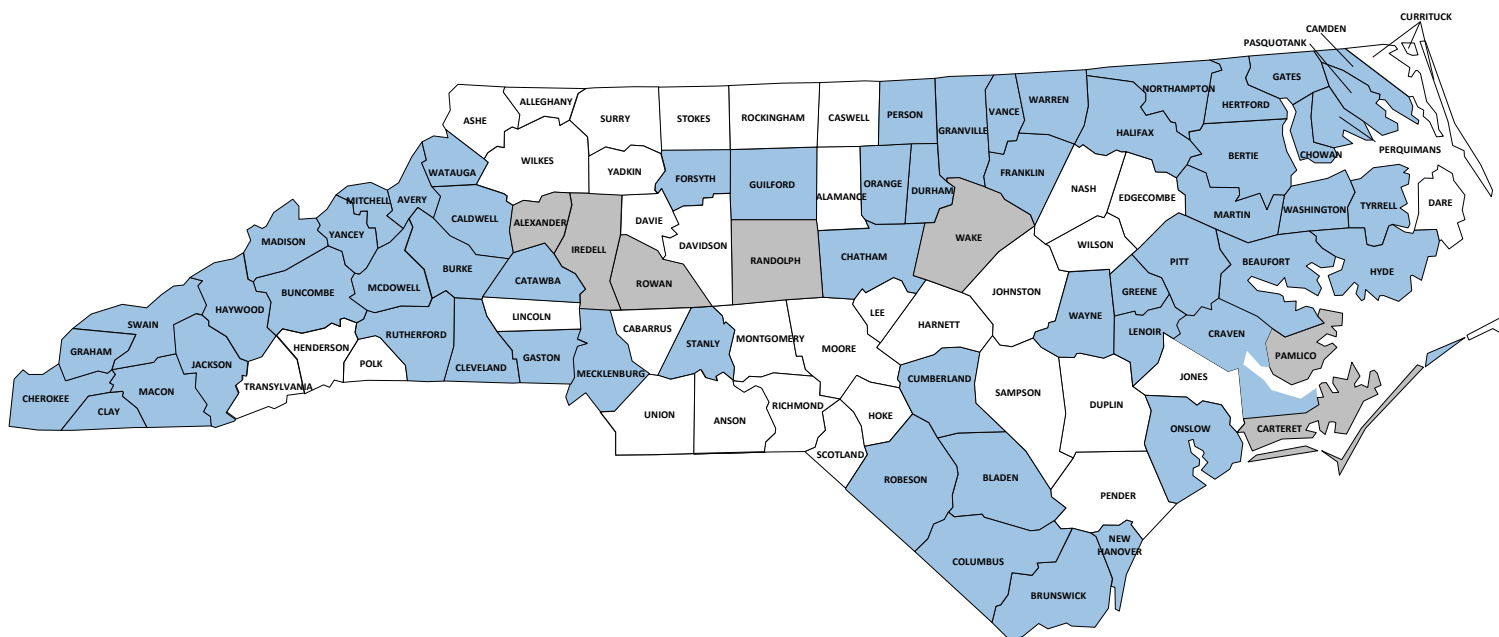 CURRITUCK
CAMDEN
PASQUOTANK
GATES
NORTHAMPTON
HERTFORD
ALLEGHANY
ASHE
SURRY
STOKES
ROCKINGHAM
CASWELL
PERSON
VANCE
WARREN
GRANVILLE
HALIFAX
WILKES
BERTIE
CHOWAN
PERQUIMANS
WATAUGA
YADKIN
FORSYTH
GUILFORD
ALAMANCE
ORANGE
DURHAM
FRANKLIN
NASH
EDGECOMBE
MITCHELL
AVERY
CALDWELL
ALEXANDER
DAVIE
MARTIN
WASHINGTON
TYRRELL
DARE
MADISON
YANCEY
IREDELL
DAVIDSON
WAKE
WILSON
BURKE
CATAWBA
ROWAN
RANDOLPH
CHATHAM
PITT
BEAUFORT
HYDE
BUNCOMBE
MCDOWELL
JOHNSTON
GREENE
HAYWOOD
SWAIN
LINCOLN
LEE
WAYNE
RUTHERFORD
CABARRUS
HARNETT
LENOIR
CRAVEN
GRAHAM
HENDERSON
GASTON
STANLY
MONTGOMERY
MOORE
PAMLICO
JACKSON
POLK
CLEVELAND
MECKLENBURG
CUMBERLAND
JONES
TRANSYLVANIA
MACON
CHEROKEE
CLAY
UNION
ANSON
RICHMOND
HOKE
SAMPSON
DUPLIN
ONSLOW
CARTERET
SCOTLAND
ROBESON
BLADEN
PENDER
NEW
HANOVER
COLUMBUS
BRUNSWICK